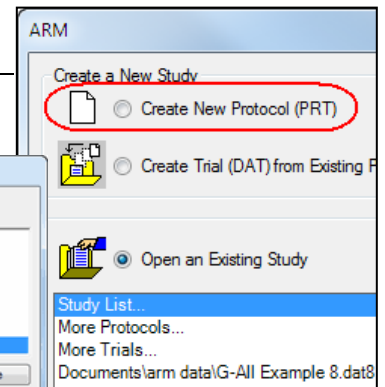 ARM
Create a New Study
Create New Protocol (PRT)
Create Trial (DAT) from Existing
Open an Existing Study
Study List...
More Protocols...
More Trials...
Documents\arm data\G-All Example 8.dat8